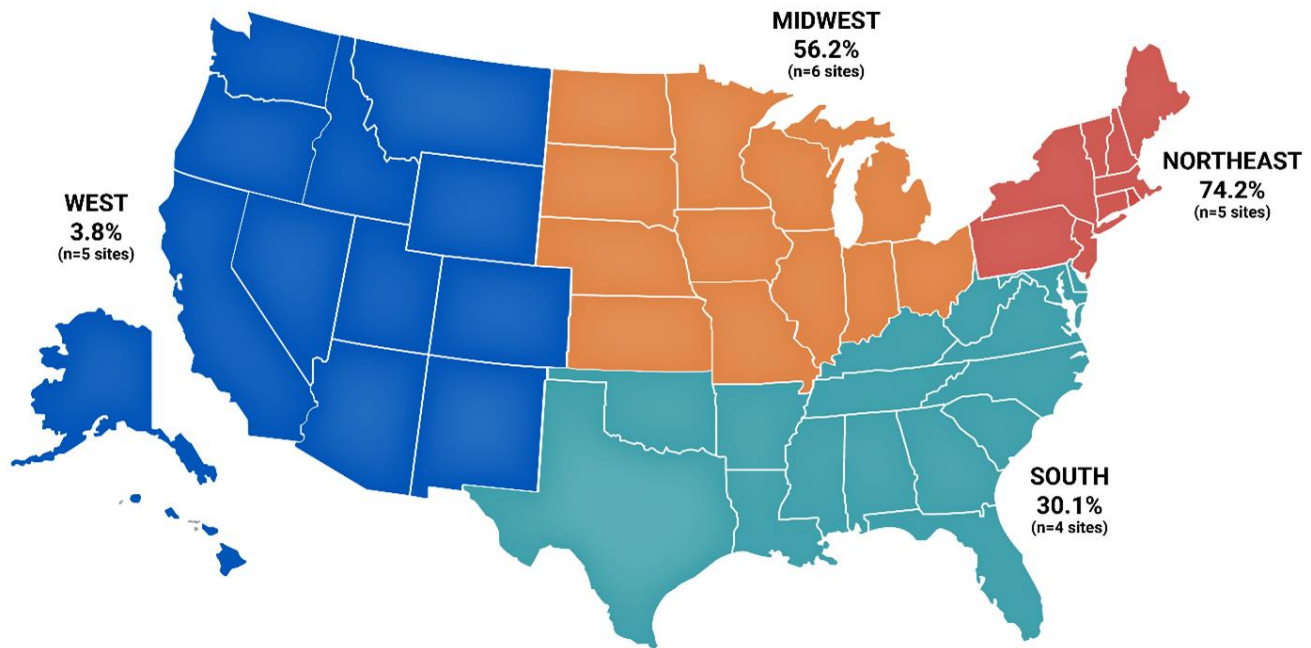 MIDWEST
56.2%
(n=6 sites)
NORTHEAST
74.2%
(n=5 sites)
WEST
3.8%
(n=5 sites)
SOUTH
30.1%
(n=4 sites)